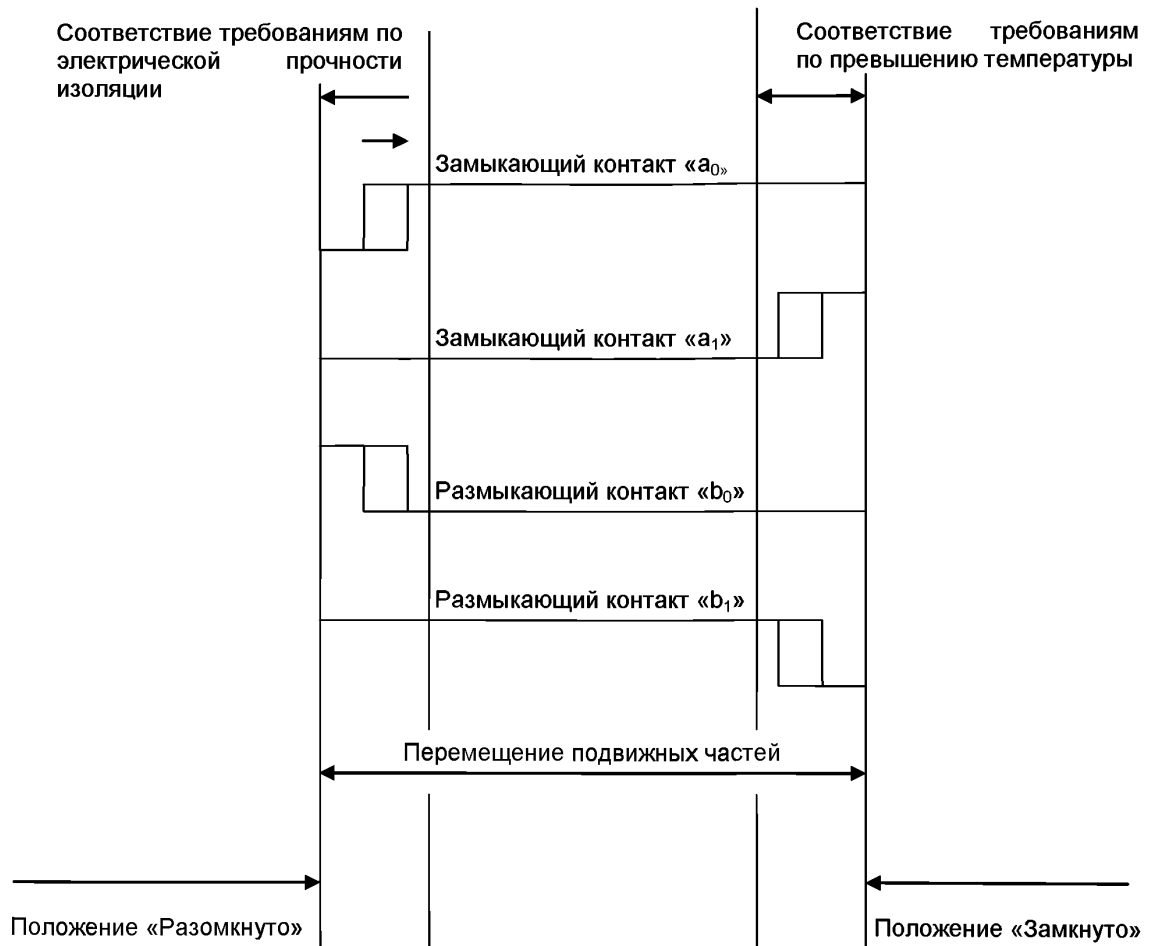 Соответствие требованиям по
электрической прочности
изоляции
Соответствие требованиям
по превышению температуры
Замыкающий контакт «a₀»
Замыкающий контакт «a₁»
Размыкающий контакт «b₀»
Размыкающий контакт «b₁»
Перемещение подвижных частей
Положение «Разомкнуто»
Положение «Замкнуто»